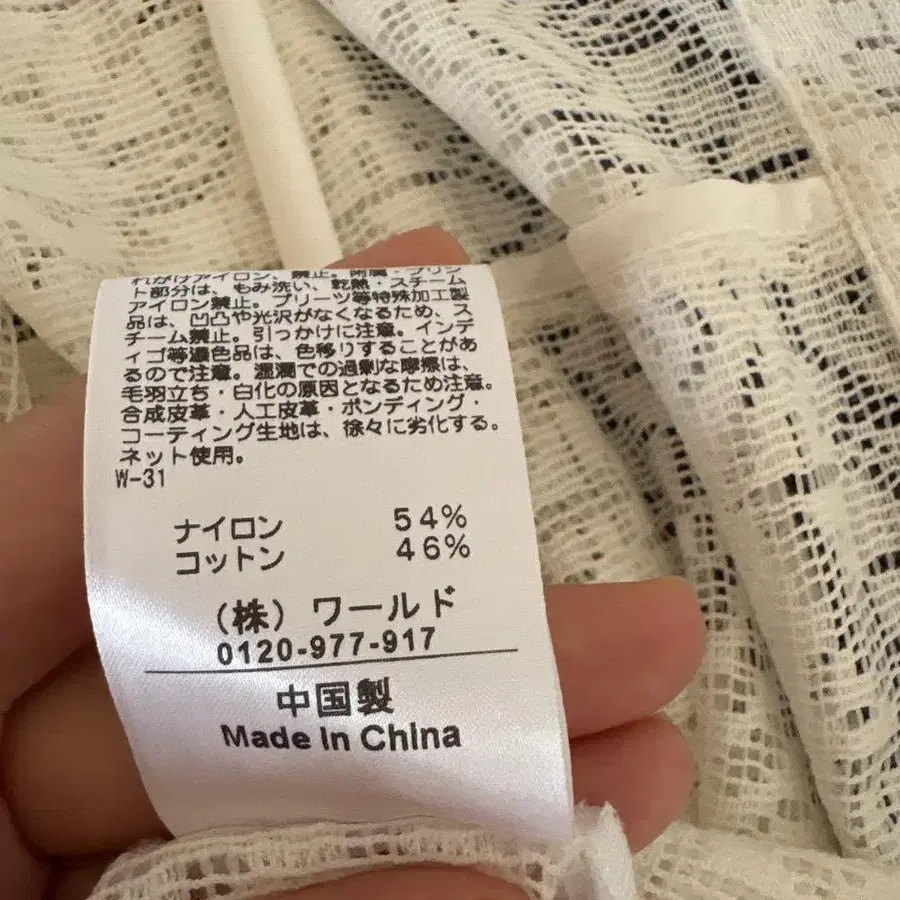 れがけアイロン、禁止。附属・プリン
ト部分は、もみ洗い、乾熱・スチーム
アイロン禁止。プリーツ等特殊加工製
品は、凹凸や光沢がなくなるため、ス
チーム禁止。引っかけに注意。インデ
ィゴ等濃色品は、色移りすることがあ
るので注意。湿潤での過剰な摩擦は、
毛羽立ち・白化の原因となるため注意。
合成皮革・人工皮革・ボンディング・
コーティング生地は、徐々に劣化する。
ネット使用。
W-31
ナイロン 54%
コットン 46%
(株) ワールド
0120-977-917
中国製
Made In China